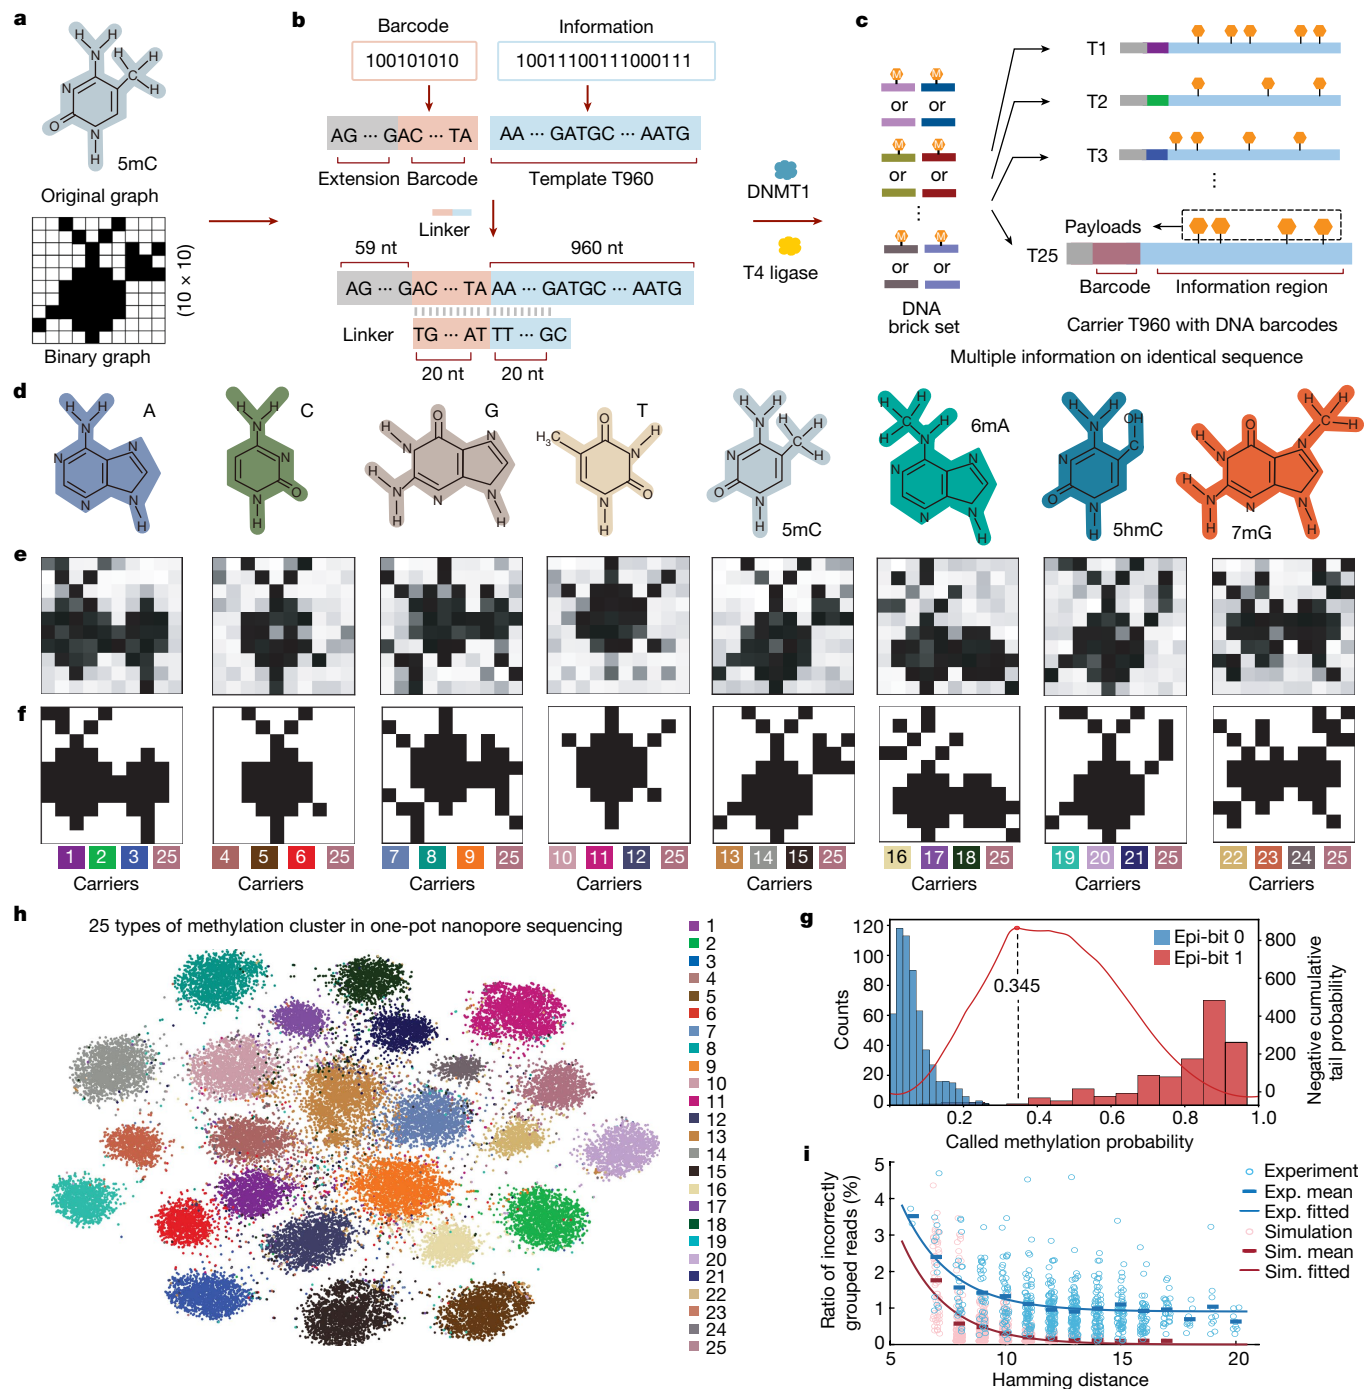 a
5mC
Original graph
(10 × 10)
Binary graph
b
Barcode
Information
100101010
10011100111000111
AG ··· GAC ··· TA
AA ··· GATGC ··· AATG
Extension
Barcode
Template T960
Linker
59 nt
960 nt
AG ··· GAC ··· TA AA ··· GATGC ··· AATG
Linker
TG ··· AT TT ··· GC
20 nt
20 nt
DNMT1
T4 ligase
c
M
M
or
or
M
M
or
or
M
M
or
or
DNA
brick set
T1
T2
T3
Payloads
T25
Barcode
Information region
Carrier T960 with DNA barcodes
Multiple information on identical sequence
d
A
C
G
T
5mC
6mA
5hmC
7mG
e
f
1 2 3 25
4 5 6 25
7 8 9 25
10 11 12 25
13 14 15 25
16 17 18 25
19 20 21 25
22 23 24 25
Carriers
Carriers
Carriers
Carriers
Carriers
Carriers
Carriers
Carriers
h
25 types of methylation cluster in one-pot nanopore sequencing
1
2
3
4
5
6
7
8
9
10
11
12
13
14
15
16
17
18
19
20
21
22
23
24
25
g
Counts
120
100
80
60
40
20
0
Epi-bit 0
Epi-bit 1
0.345
800
600
400
200
0
Negative cumulative
tail probability
0.2 0.4 0.6 0.8 1.0
Called methylation probability
i
Ratio of incorrectly
grouped reads (%)
5
4
3
2
1
0
5 10 15 20
Hamming distance
Experiment
Exp. mean
Exp. fitted
Simulation
Sim. mean
Sim. fitted